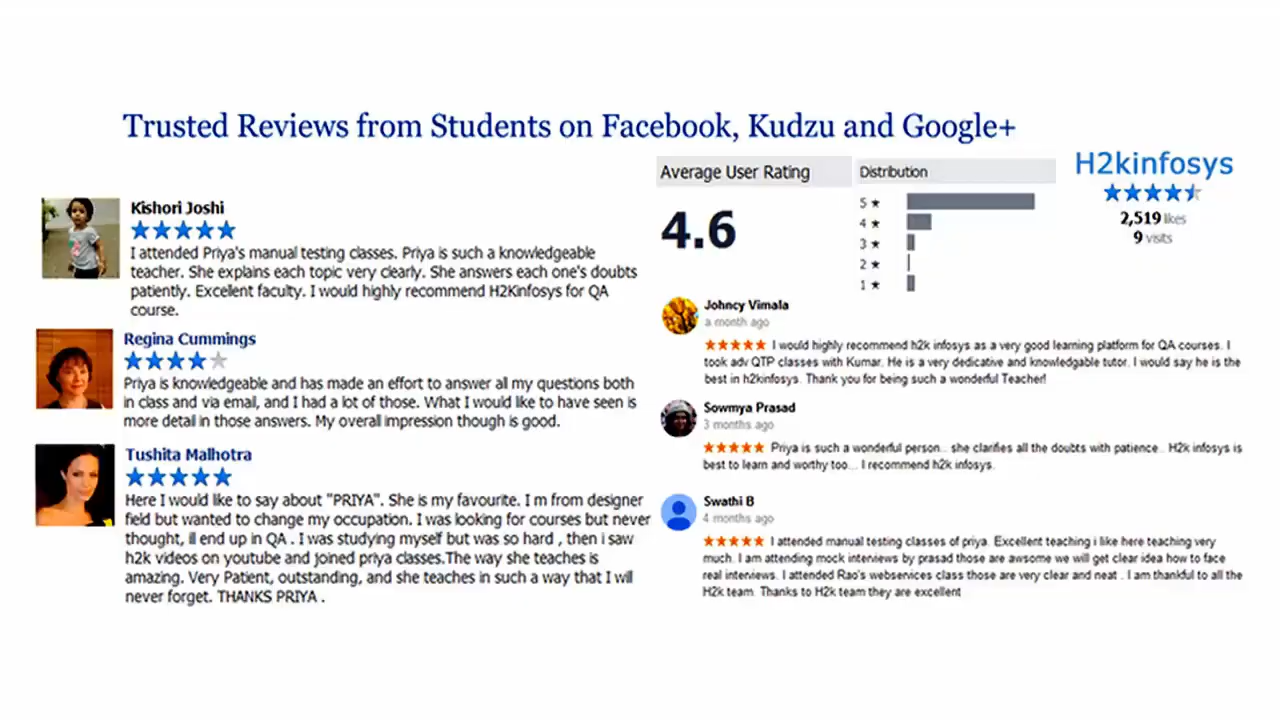 Trusted Reviews from Students on Facebook, Kudzu and Google+
Kishori Joshi
I attended Priya's manual testing classes. Priya is such a knowledgeable
teacher. She explains each topic very clearly. She answers each one's doubts
patiently. Excellent faculty. I would highly recommend H2Kinfosys for QA
course.
Regina Cummings
Priya is knowledgeable and has made an effort to answer all my questions both
in class and via email, and I had a lot of those. What I would like to have seen is
more detail in those answers. My overall impression though is good.
Tushita Malhotra
Here I would like to say about "PRIYA". She is my favourite. I m from designer
field but wanted to change my occupation. I was looking for courses but never
thought, ill end up in QA . I was studying myself but was so hard , then i saw
h2k videos on youtube and joined priya classes.The way she teaches is
amazing. Very Patient, outstanding, and she teaches in such a way that I will
never forget. THANKS PRIYA .
Average User Rating
4.6
Distribution
5 ★
4 ★
3 ★
2 ★
1 ★
H2kinfosys
2,519 likes
9 visits
Johncy Vimala
a month ago
I would highly recommend h2k infosys as a very good learning platform for QA courses. I
took adv QTP classes with Kumar. He is a very dedicative and knowledgable tutor. I would say he is the
best in h2kinfosys. Thank you for being such a wonderful Teacher!
Sowmya Prasad
3 months ago
Priya is such a wonderful person.. she clarifies all the doubts with patience.. H2k infosys is
best to learn and worthy too... I recommend h2k infosys.
Swathi B
4 months ago
I attended manual testing classes of priya. Excellent teaching i like here teaching very
much. I am attending mock interviews by prasad those are awsome we will get clear idea how to face
real interviews. I attended Rao's webservices class those are very clear and neat . I am thankful to all the
H2k team. Thanks to H2k team they are excellent